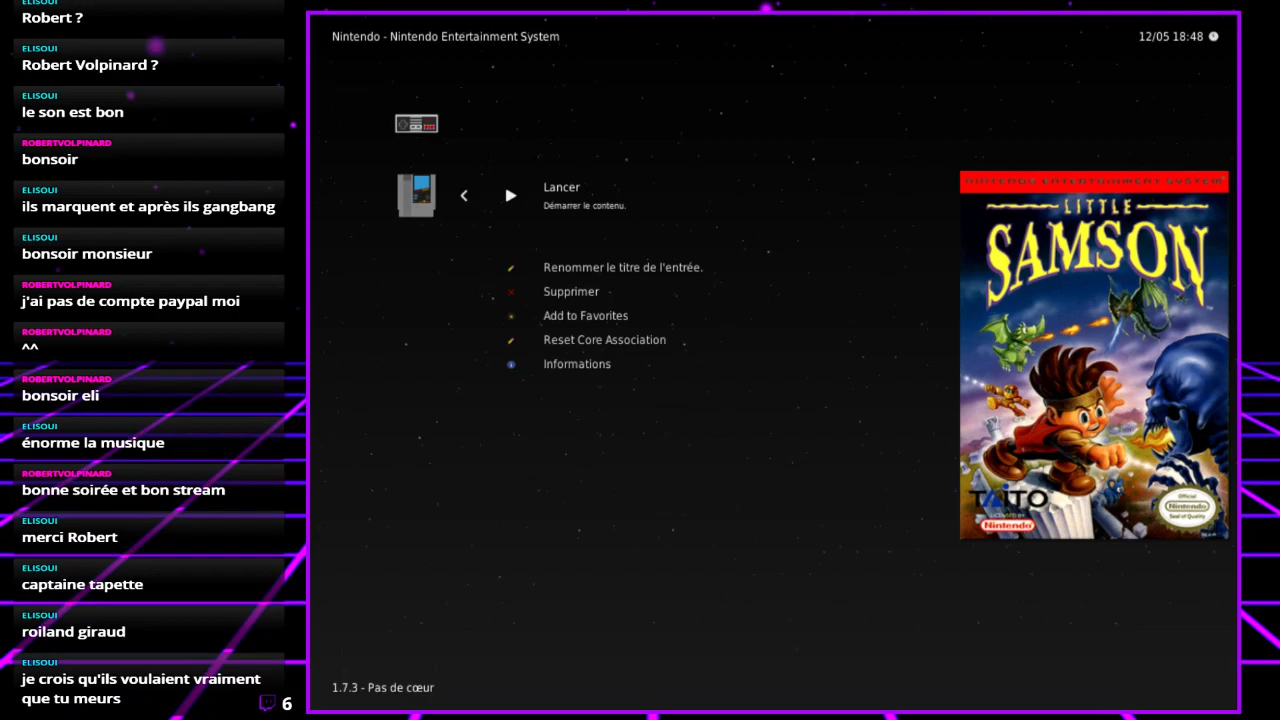 Robert ?
ELISOUI
Robert Volpinard ?
ELISOUI
le son est bon
ROBERTVOLPINARD
bonsoir
ELISOUI
ils marquent et après ils gangbang
ELISOUI
bonsoir monsieur
ROBERTVOLPINARD
j'ai pas de compte paypal moi
ROBERTVOLPINARD
^^
ROBERTVOLPINARD
bonsoir eli
ELISOUI
énorme la musique
ROBERTVOLPINARD
bonne soirée et bon stream
ELISOUI
merci Robert
ELISOUI
captaine tapette
ELISOUI
roiland giraud
ELISOUI
je crois qu'ils voulaient vraiment
que tu meurs
6
Nintendo - Nintendo Entertainment System
12/05 18:48
Lancer
Démarrer le contenu.
Renommer le titre de l'entrée.
Supprimer
Add to Favorites
Reset Core Association
Informations
1.7.3 - Pas de cœur
NINTENDO ENTERTAINMENT SYSTEM
LITTLE
SAMSON
TAITO
LICENSED BY
Nintendo
Official
Nintendo
Seal of Quality